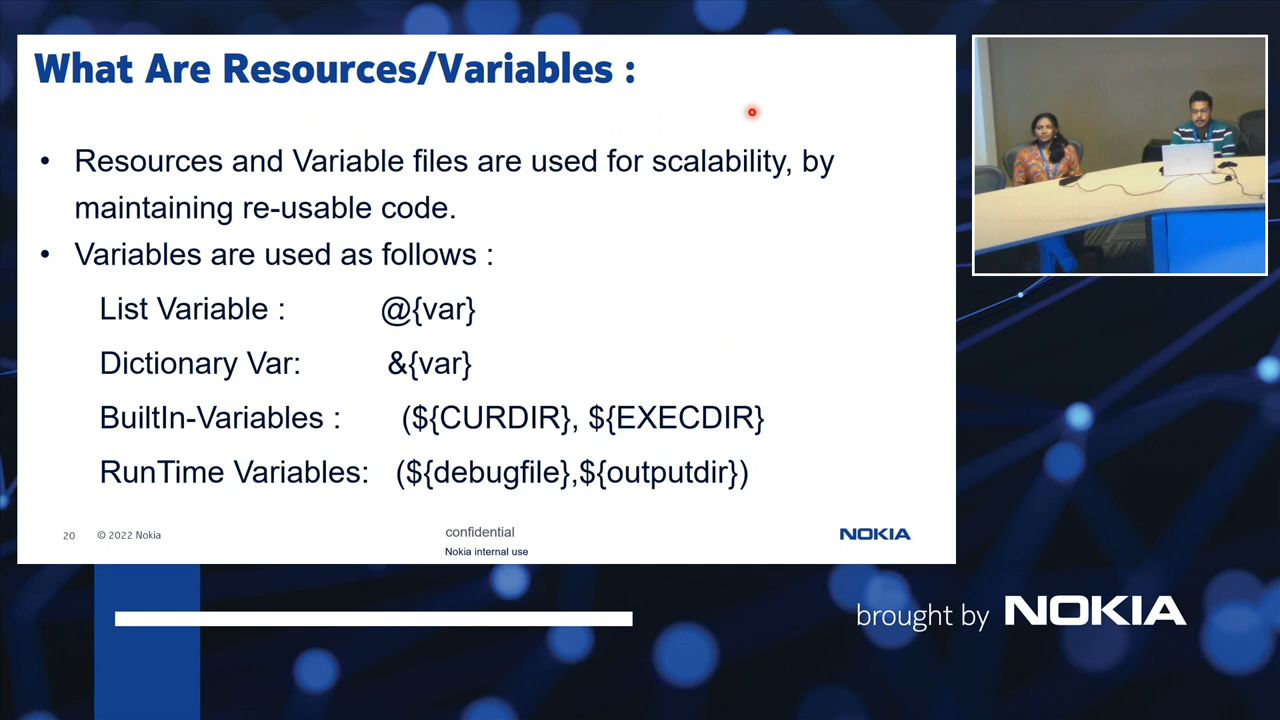 What Are Resources/Variables :
• Resources and Variable files are used for scalability, by
maintaining re-usable code.
• Variables are used as follows :
List Variable : @{var}
Dictionary Var: &{var}
BuiltIn-Variables : (${CURDIR}, ${EXECDIR}
RunTime Variables: (${debugfile},${outputdir})
20 © 2022 Nokia
confidential
Nokia internal use
NOKIA
brought by NOKIA